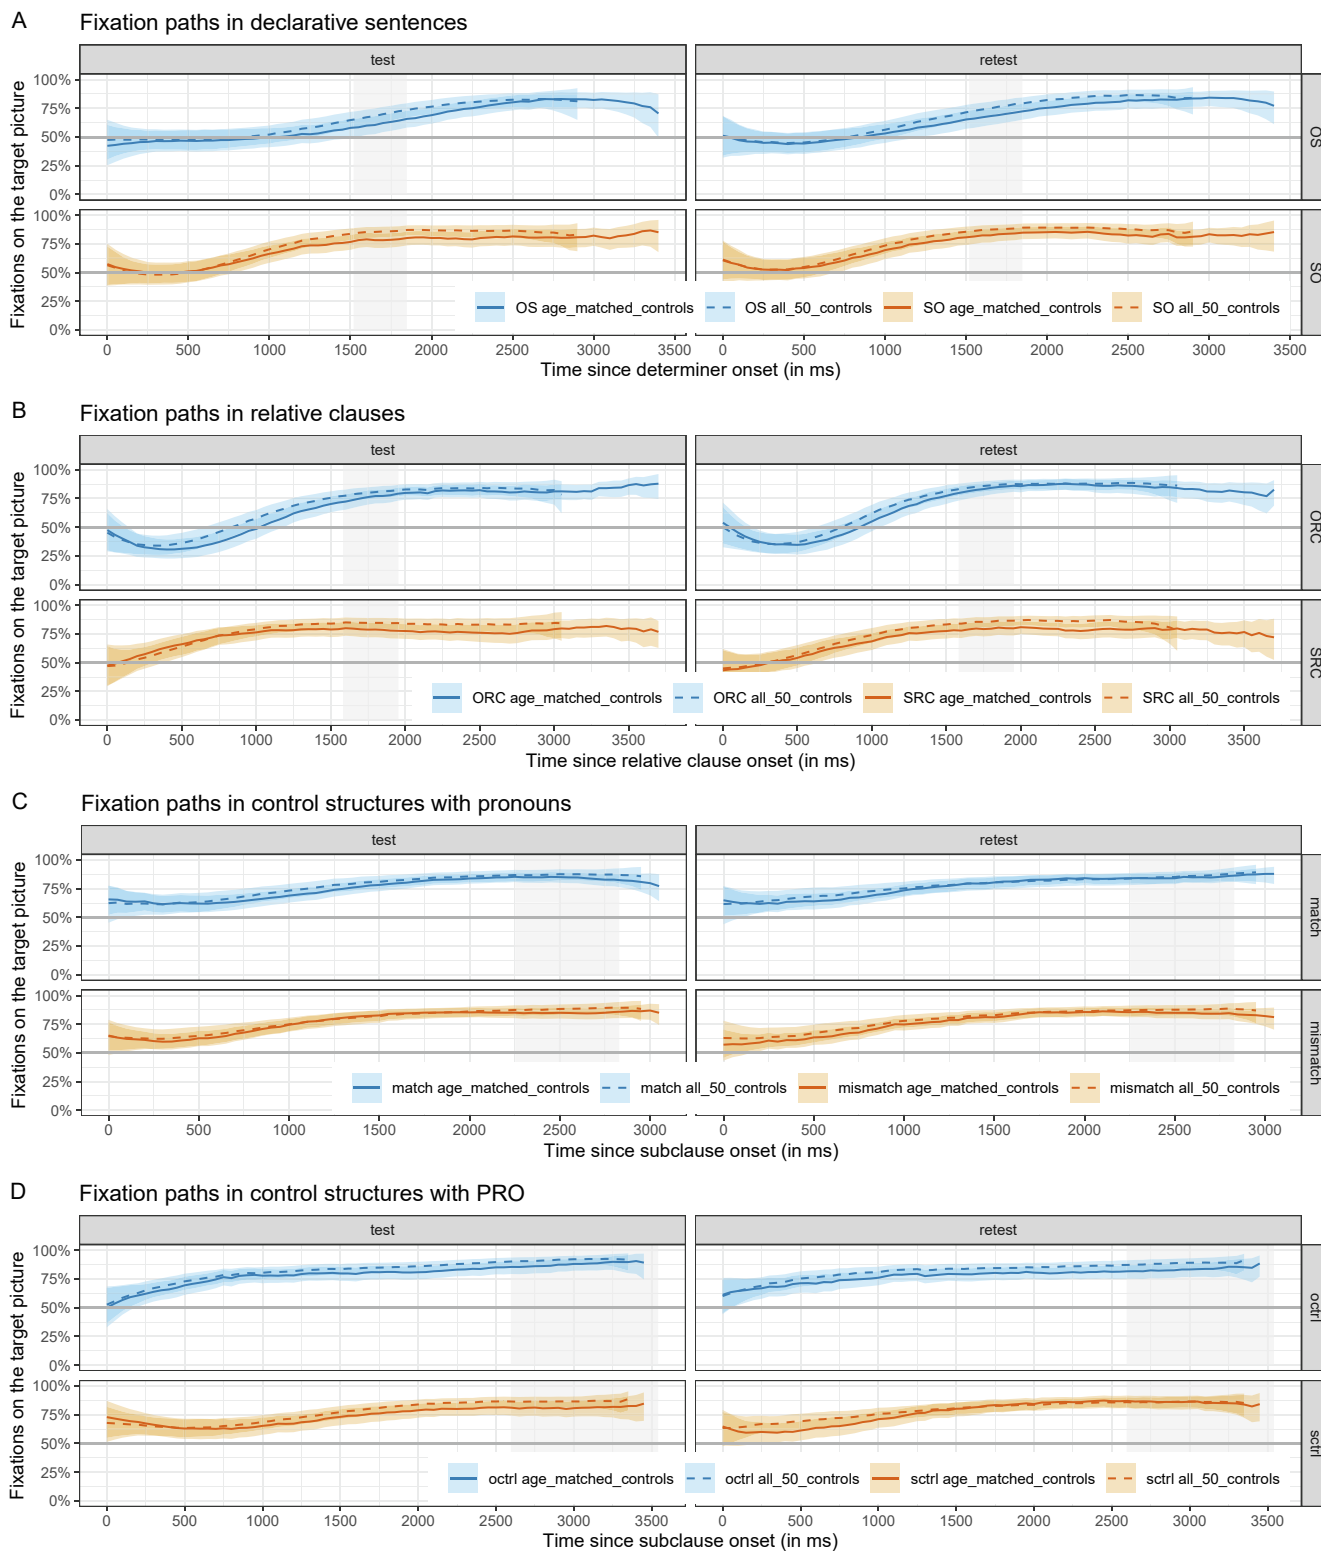 A Fixation paths in declarative sentences
test retest
Fixations on the target picture
100%
75%
50%
25%
0%
OS
100%
75%
50%
25%
0%
SO
OS age_matched_controls OS all_50_controls SO age_matched_controls SO all_50_controls
0 500 1000 1500 2000 2500 3000 3500 0 500 1000 1500 2000 2500 3000 3500
Time since determiner onset (in ms)
B Fixation paths in relative clauses
test retest
Fixations on the target picture
100%
75%
50%
25%
0%
ORC
100%
75%
50%
25%
0%
SRC
ORC age_matched_controls ORC all_50_controls SRC age_matched_controls SRC all_50_controls
0 500 1000 1500 2000 2500 3000 3500 0 500 1000 1500 2000 2500 3000 3500
Time since relative clause onset (in ms)
C Fixation paths in control structures with pronouns
test retest
Fixations on the target picture
100%
75%
50%
25%
0%
match
100%
75%
50%
25%
0%
mismatch
match age_matched_controls match all_50_controls mismatch age_matched_controls mismatch all_50_controls
0 500 1000 1500 2000 2500 3000 0 500 1000 1500 2000 2500 3000
Time since subclause onset (in ms)
D Fixation paths in control structures with PRO
test retest
Fixations on the target picture
100%
75%
50%
25%
0%
octrl
100%
75%
50%
25%
0%
sctrl
octrl age_matched_controls octrl all_50_controls sctrl age_matched_controls sctrl all_50_controls
0 500 1000 1500 2000 2500 3000 3500 0 500 1000 1500 2000 2500 3000 3500
Time since subclause onset (in ms)